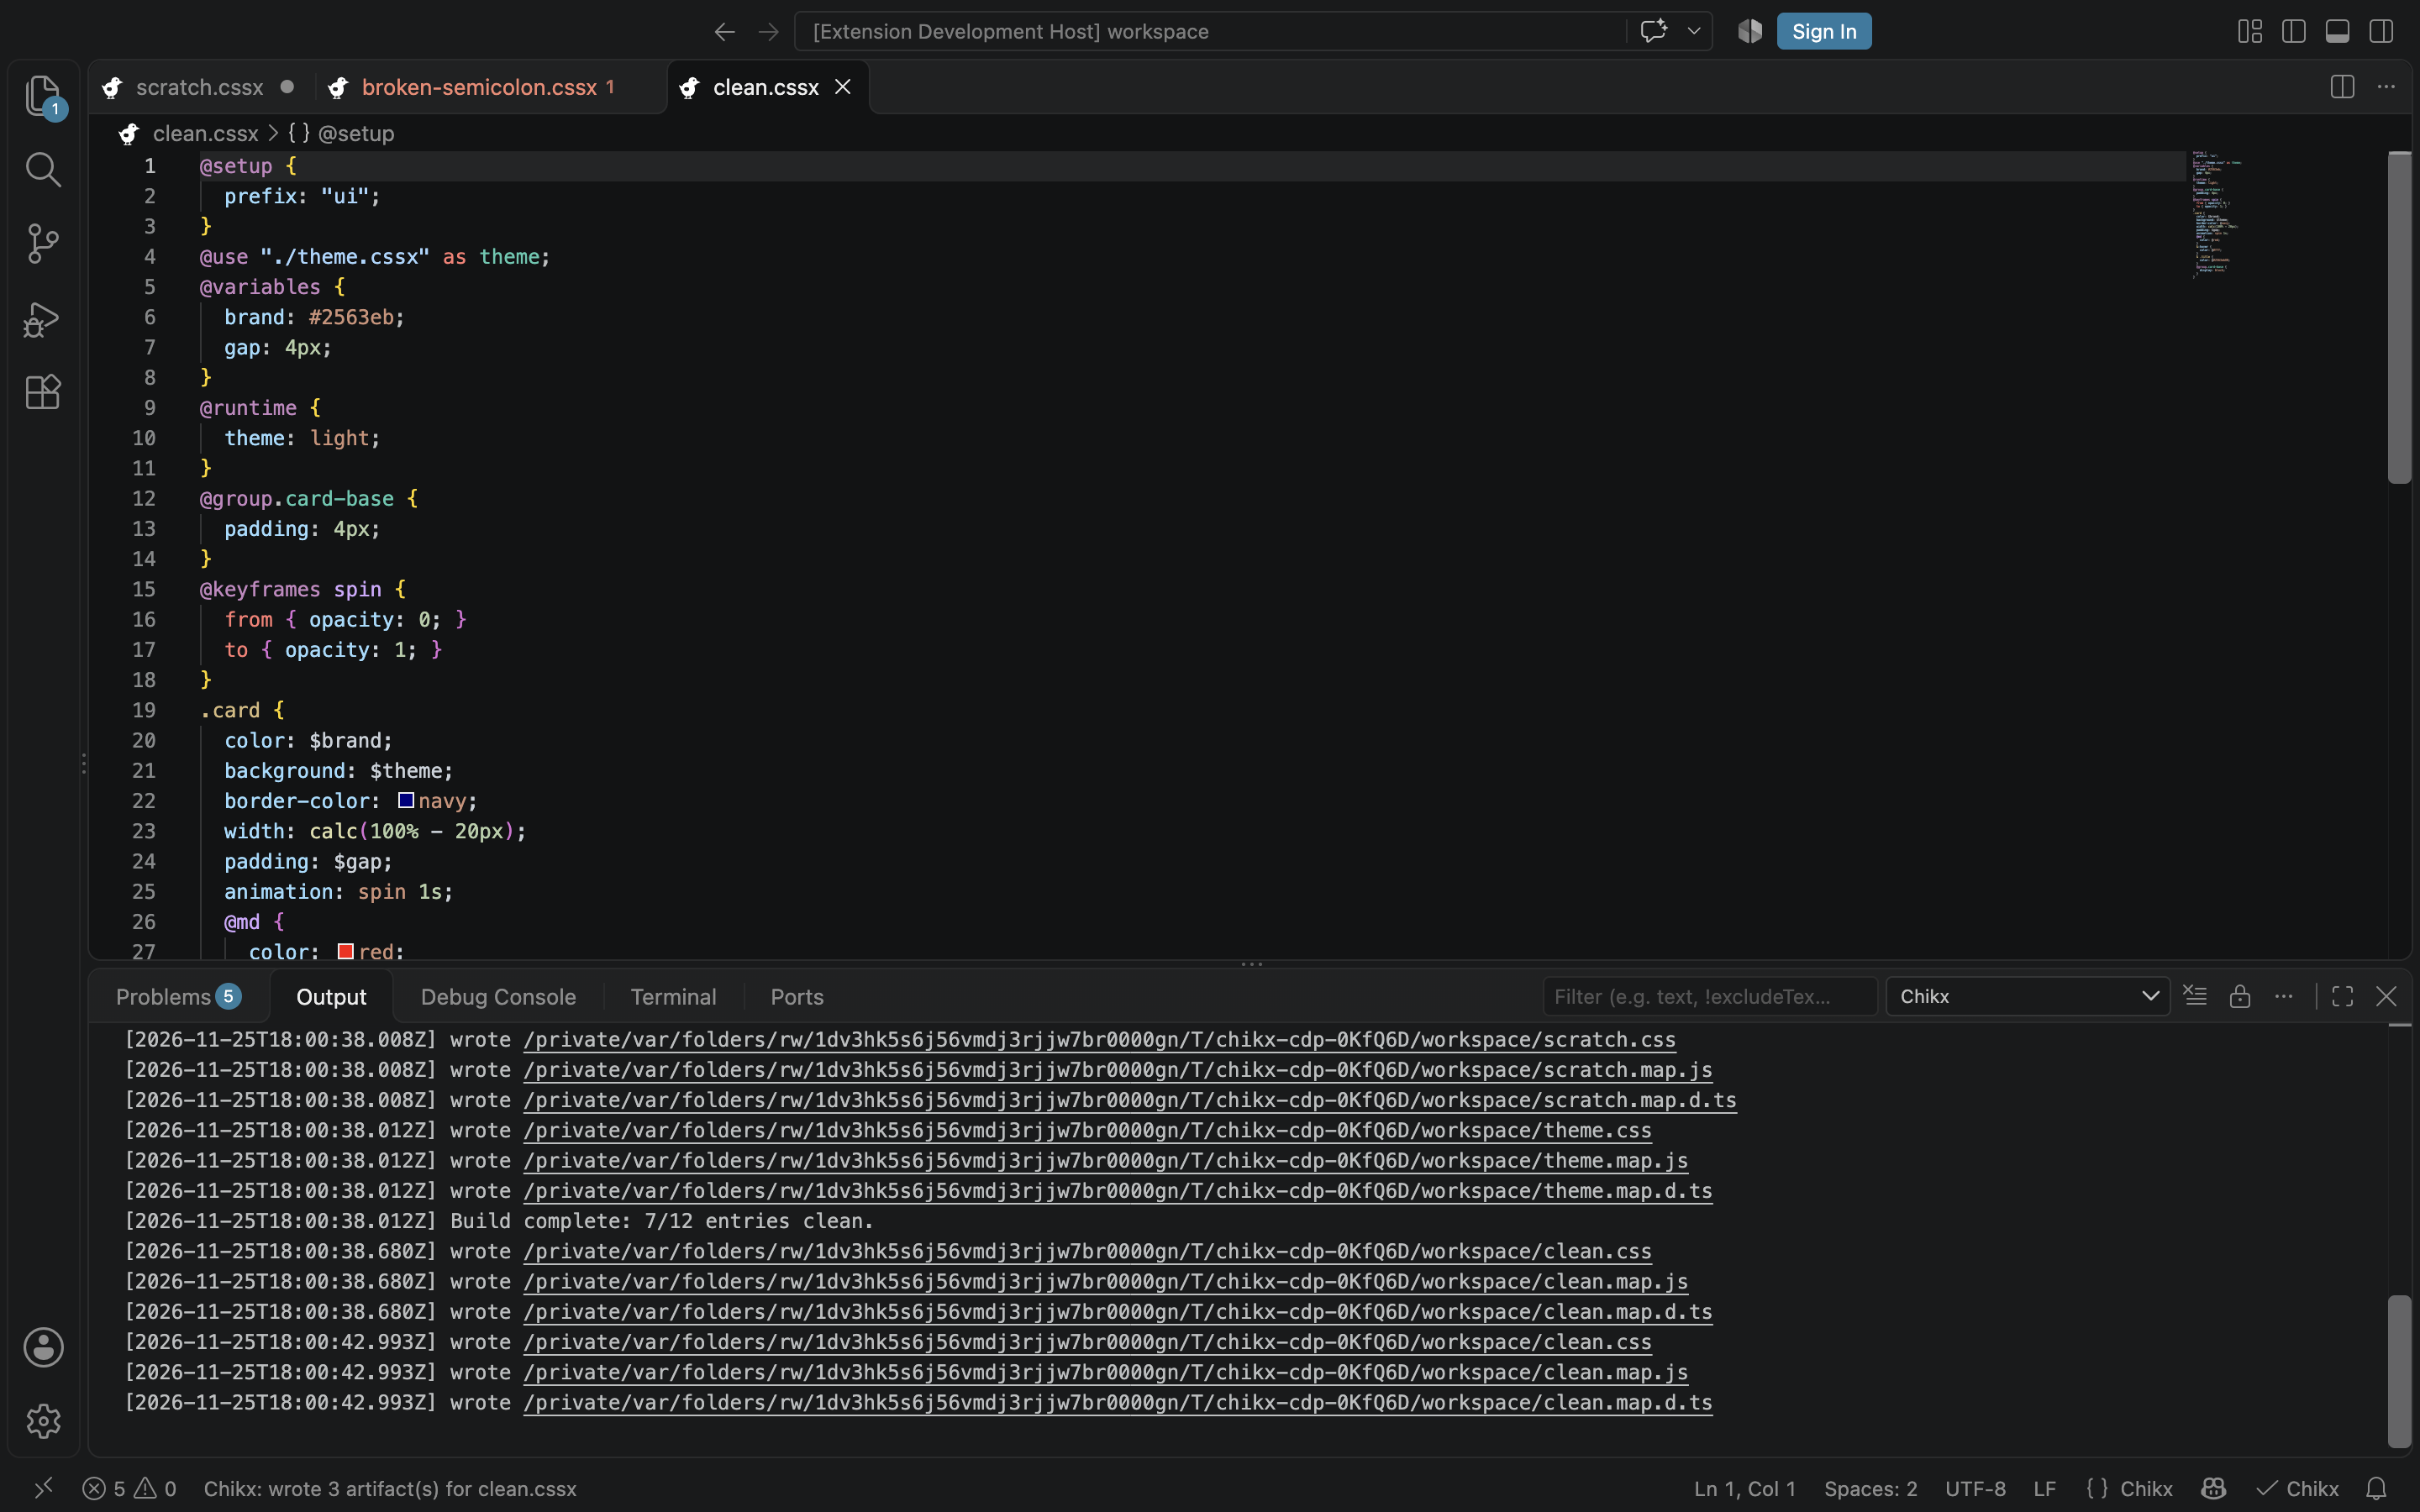 [Extension Development Host] workspace
Sign In
1
scratch.cssx
broken-semicolon.cssx 1
clean.cssx
clean.cssx > { } @setup
1 @setup {
2 prefix: "ui";
3 }
4 @use "./theme.cssx" as theme;
5 @variables {
6 brand: #2563eb;
7 gap: 4px;
8 }
9 @runtime {
10 theme: light;
11 }
12 @group.card-base {
13 padding: 4px;
14 }
15 @keyframes spin {
16 from { opacity: 0; }
17 to { opacity: 1; }
18 }
19 .card {
20 color: $brand;
21 background: $theme;
22 border-color: navy;
23 width: calc(100% - 20px);
24 padding: $gap;
25 animation: spin 1s;
26 @md {
27 color: red;
Problems 5 Output Debug Console Terminal Ports Filter (e.g. text, !excludeTex... Chikx
[2026-11-25T18:00:38.008Z] wrote /private/var/folders/rw/1dv3hk5s6j56vmdj3rjjw7br0000gn/T/chikx-cdp-0KfQ6D/workspace/scratch.css
[2026-11-25T18:00:38.008Z] wrote /private/var/folders/rw/1dv3hk5s6j56vmdj3rjjw7br0000gn/T/chikx-cdp-0KfQ6D/workspace/scratch.map.js
[2026-11-25T18:00:38.008Z] wrote /private/var/folders/rw/1dv3hk5s6j56vmdj3rjjw7br0000gn/T/chikx-cdp-0KfQ6D/workspace/scratch.map.d.ts
[2026-11-25T18:00:38.012Z] wrote /private/var/folders/rw/1dv3hk5s6j56vmdj3rjjw7br0000gn/T/chikx-cdp-0KfQ6D/workspace/theme.css
[2026-11-25T18:00:38.012Z] wrote /private/var/folders/rw/1dv3hk5s6j56vmdj3rjjw7br0000gn/T/chikx-cdp-0KfQ6D/workspace/theme.map.js
[2026-11-25T18:00:38.012Z] wrote /private/var/folders/rw/1dv3hk5s6j56vmdj3rjjw7br0000gn/T/chikx-cdp-0KfQ6D/workspace/theme.map.d.ts
[2026-11-25T18:00:38.012Z] Build complete: 7/12 entries clean.
[2026-11-25T18:00:38.680Z] wrote /private/var/folders/rw/1dv3hk5s6j56vmdj3rjjw7br0000gn/T/chikx-cdp-0KfQ6D/workspace/clean.css
[2026-11-25T18:00:38.680Z] wrote /private/var/folders/rw/1dv3hk5s6j56vmdj3rjjw7br0000gn/T/chikx-cdp-0KfQ6D/workspace/clean.map.js
[2026-11-25T18:00:38.680Z] wrote /private/var/folders/rw/1dv3hk5s6j56vmdj3rjjw7br0000gn/T/chikx-cdp-0KfQ6D/workspace/clean.map.d.ts
[2026-11-25T18:00:42.993Z] wrote /private/var/folders/rw/1dv3hk5s6j56vmdj3rjjw7br0000gn/T/chikx-cdp-0KfQ6D/workspace/clean.css
[2026-11-25T18:00:42.993Z] wrote /private/var/folders/rw/1dv3hk5s6j56vmdj3rjjw7br0000gn/T/chikx-cdp-0KfQ6D/workspace/clean.map.js
[2026-11-25T18:00:42.993Z] wrote /private/var/folders/rw/1dv3hk5s6j56vmdj3rjjw7br0000gn/T/chikx-cdp-0KfQ6D/workspace/clean.map.d.ts
5 0 Chikx: wrote 3 artifact(s) for clean.cssx Ln 1, Col 1 Spaces: 2 UTF-8 LF { } Chikx Chikx